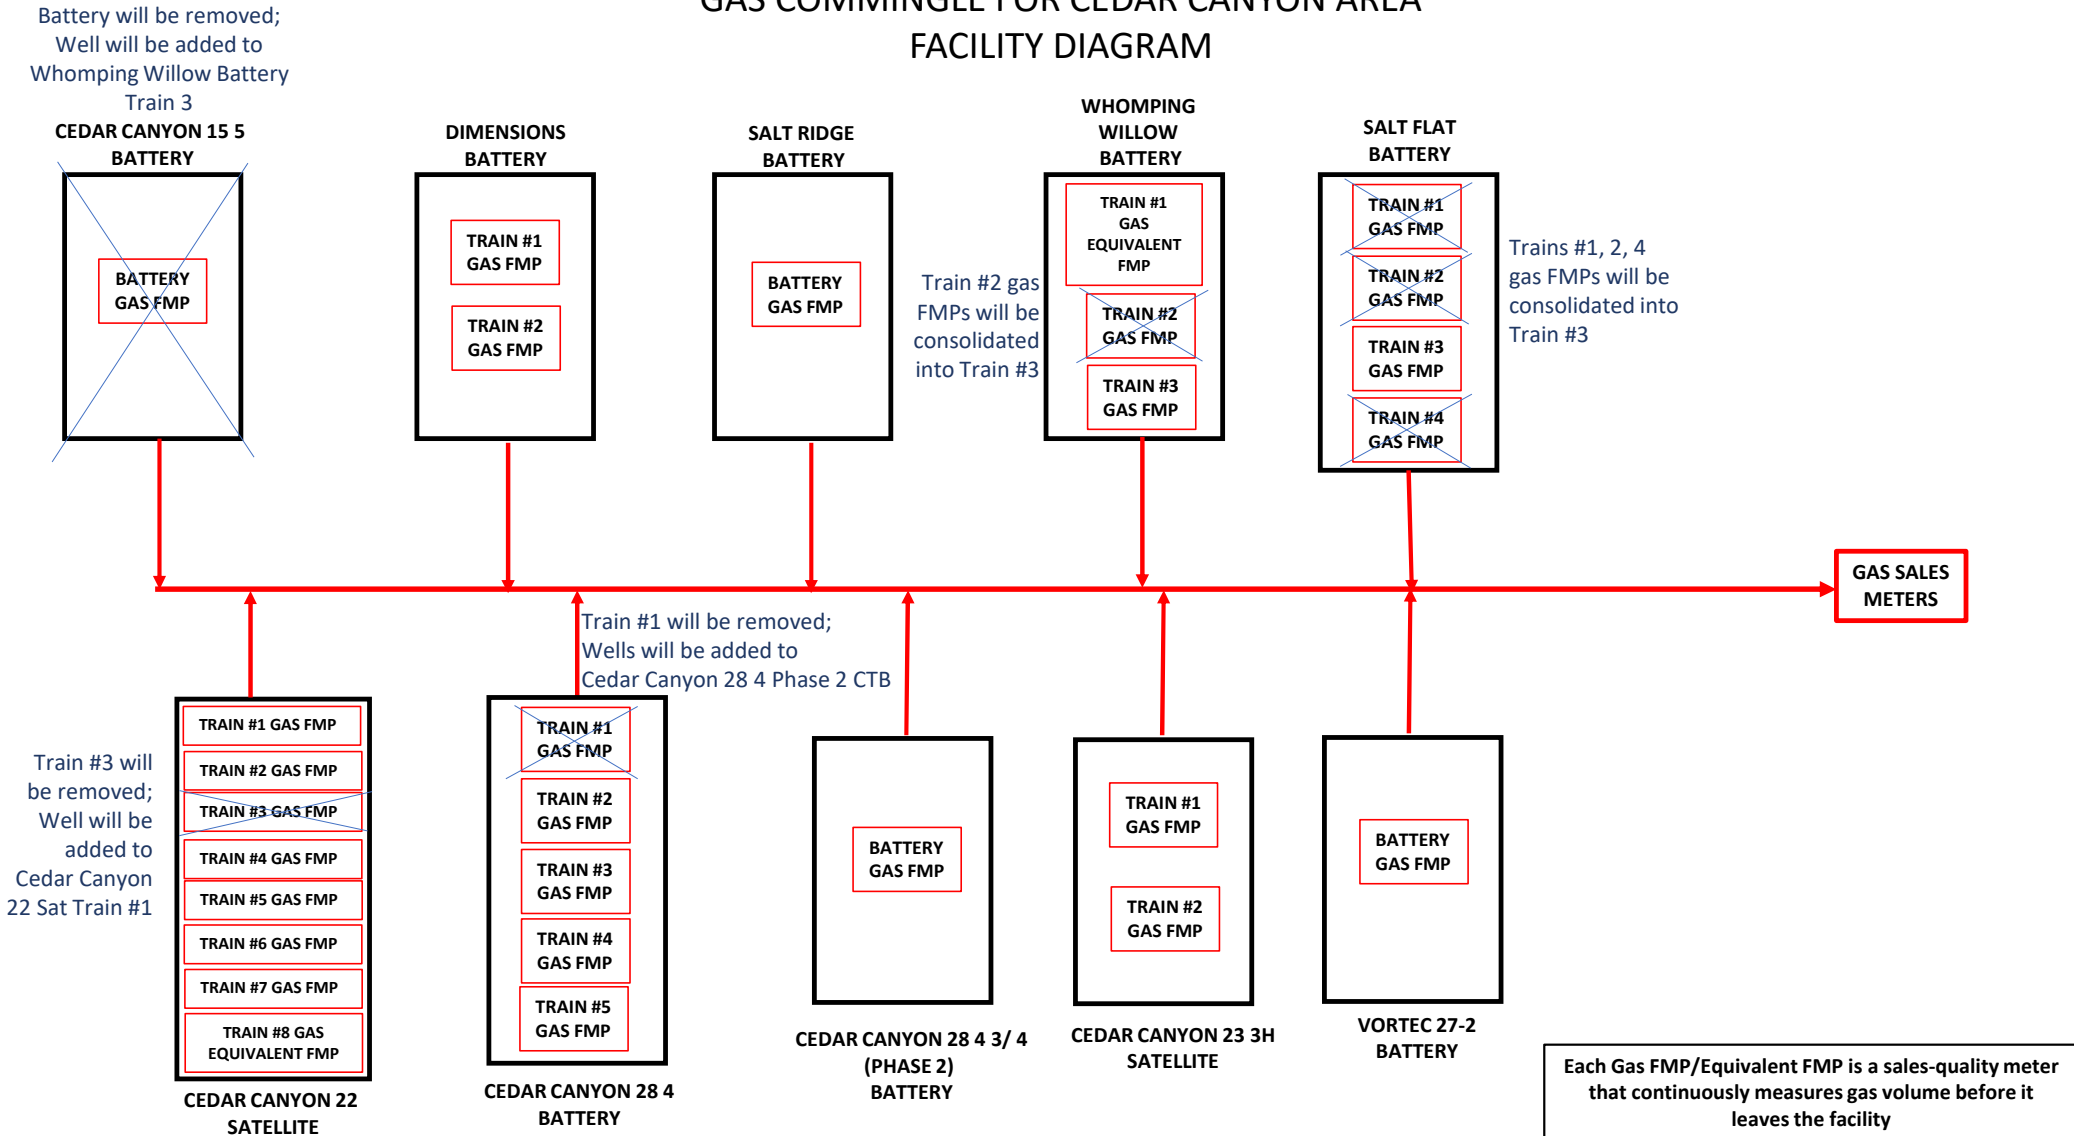 GAS COMMINGLE FOR CEDAR CANYON AREA
FACILITY DIAGRAM
Battery will be removed;
Well will be added to
Whomping Willow Battery
Train 3
CEDAR CANYON 15 5
BATTERY
BATTERY
GAS FMP
DIMENSIONS
BATTERY
TRAIN #1
GAS FMP
TRAIN #2
GAS FMP
SALT RIDGE
BATTERY
BATTERY
GAS FMP
WHOMPING
WILLOW
BATTERY
TRAIN #1
GAS
EQUIVALENT
FMP
TRAIN #2
GAS FMP
TRAIN #3
GAS FMP
Train #2 gas
FMPs will be
consolidated
into Train #3
SALT FLAT
BATTERY
TRAIN #1
GAS FMP
TRAIN #2
GAS FMP
TRAIN #3
GAS FMP
TRAIN #4
GAS FMP
Trains #1, 2, 4
gas FMPs will be
consolidated into
Train #3
GAS SALES
METERS
Train #3 will
be removed;
Well will be
added to
Cedar Canyon
22 Sat Train #1
TRAIN #1 GAS FMP
TRAIN #2 GAS FMP
TRAIN #3 GAS FMP
TRAIN #4 GAS FMP
TRAIN #5 GAS FMP
TRAIN #6 GAS FMP
TRAIN #7 GAS FMP
TRAIN #8 GAS
EQUIVALENT FMP
CEDAR CANYON 22
SATELLITE
Train #1 will be removed;
Wells will be added to
Cedar Canyon 28 4 Phase 2 CTB
TRAIN #1
GAS FMP
TRAIN #2
GAS FMP
TRAIN #3
GAS FMP
TRAIN #4
GAS FMP
TRAIN #5
GAS FMP
CEDAR CANYON 28 4
BATTERY
BATTERY
GAS FMP
CEDAR CANYON 28 4 3/ 4
(PHASE 2)
BATTERY
TRAIN #1
GAS FMP
TRAIN #2
GAS FMP
CEDAR CANYON 23 3H
SATELLITE
BATTERY
GAS FMP
VORTEC 27-2
BATTERY
Each Gas FMP/Equivalent FMP is a sales-quality meter
that continuously measures gas volume before it
leaves the facility